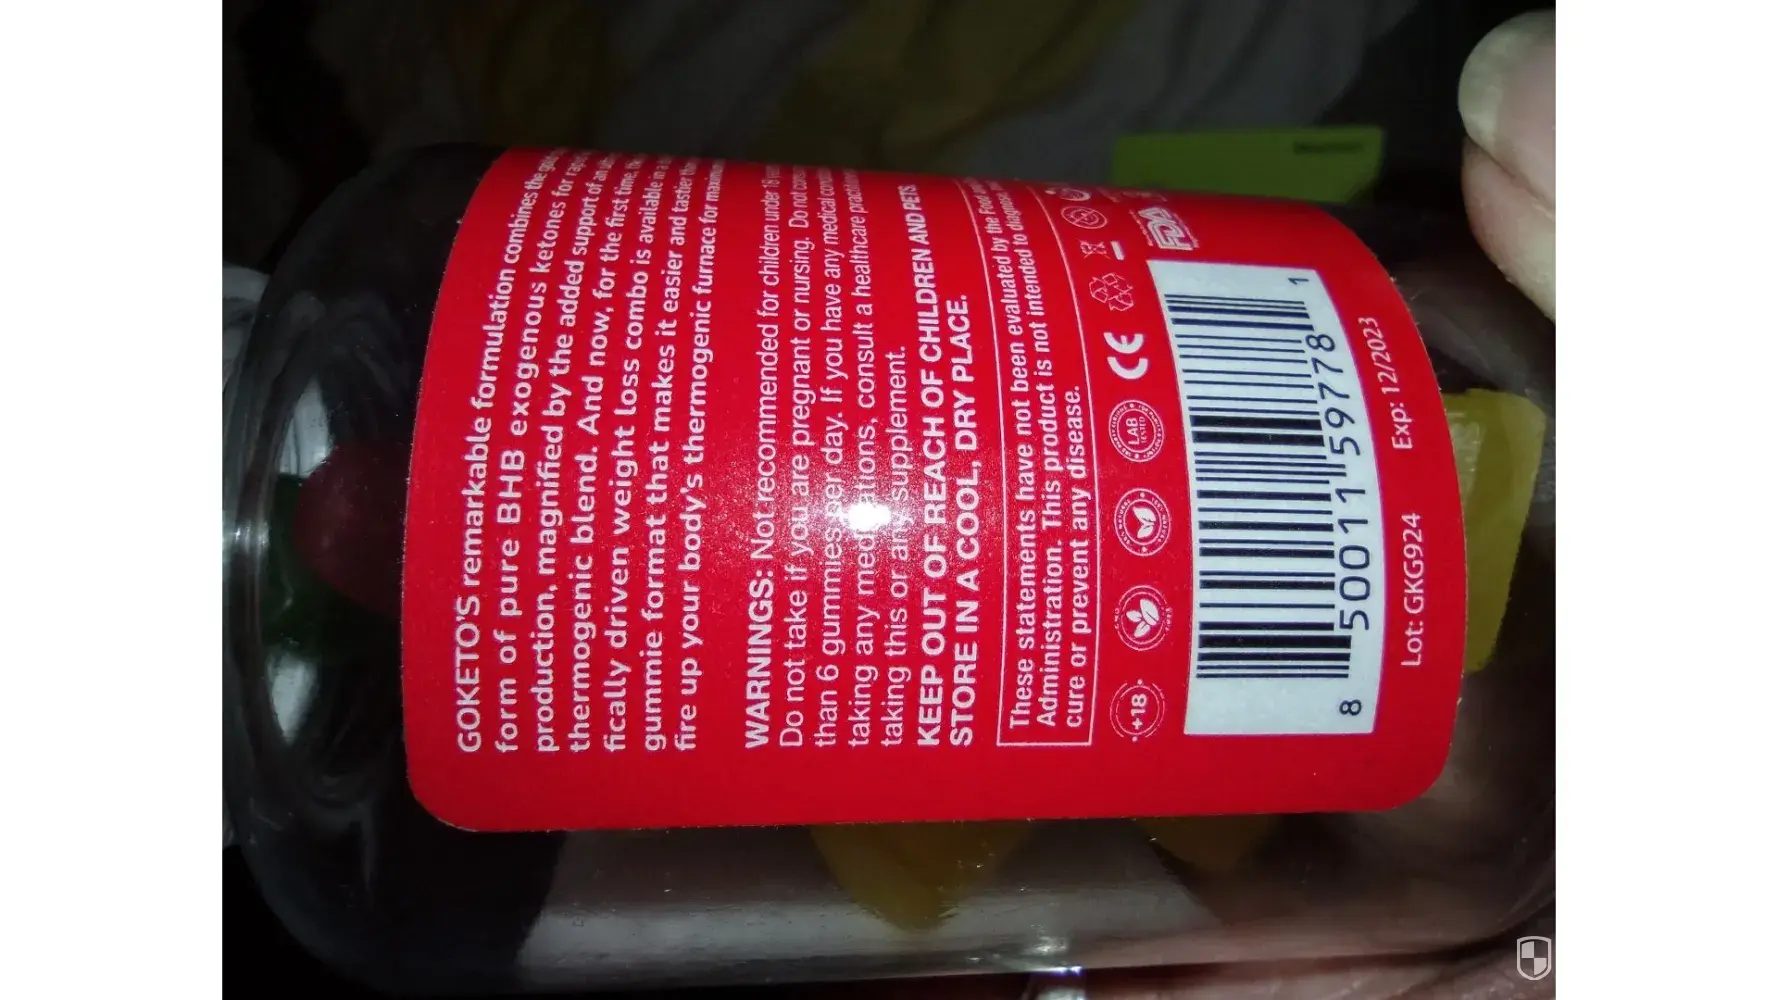 GOKETO'S remarkable formulation combines the
form of pure BHB exogenous ketones for
production, magnified by the added support of an
thermogenic blend. And now, for the first time,
fically driven weight loss combo is available in a
gummie format that makes it easier and tastier
fire up your body's thermogenic furnace for
WARNINGS: Not recommended for children under 18
Do not take if you are pregnant or nursing. Do not
than 6 gummies per day. If you have any medical
taking any medications, consult a healthcare
taking this or any supplement.
KEEP OUT OF REACH OF CHILDREN AND PETS.
STORE IN A COOL, DRY PLACE.
These statements have not been evaluated by the Food
Administration. This product is not intended to
cure or prevent any disease.
+18
LAB
TESTED
CE
FDA
8 50011 59778 1
Lot: GKG924 Exp: 12/2023